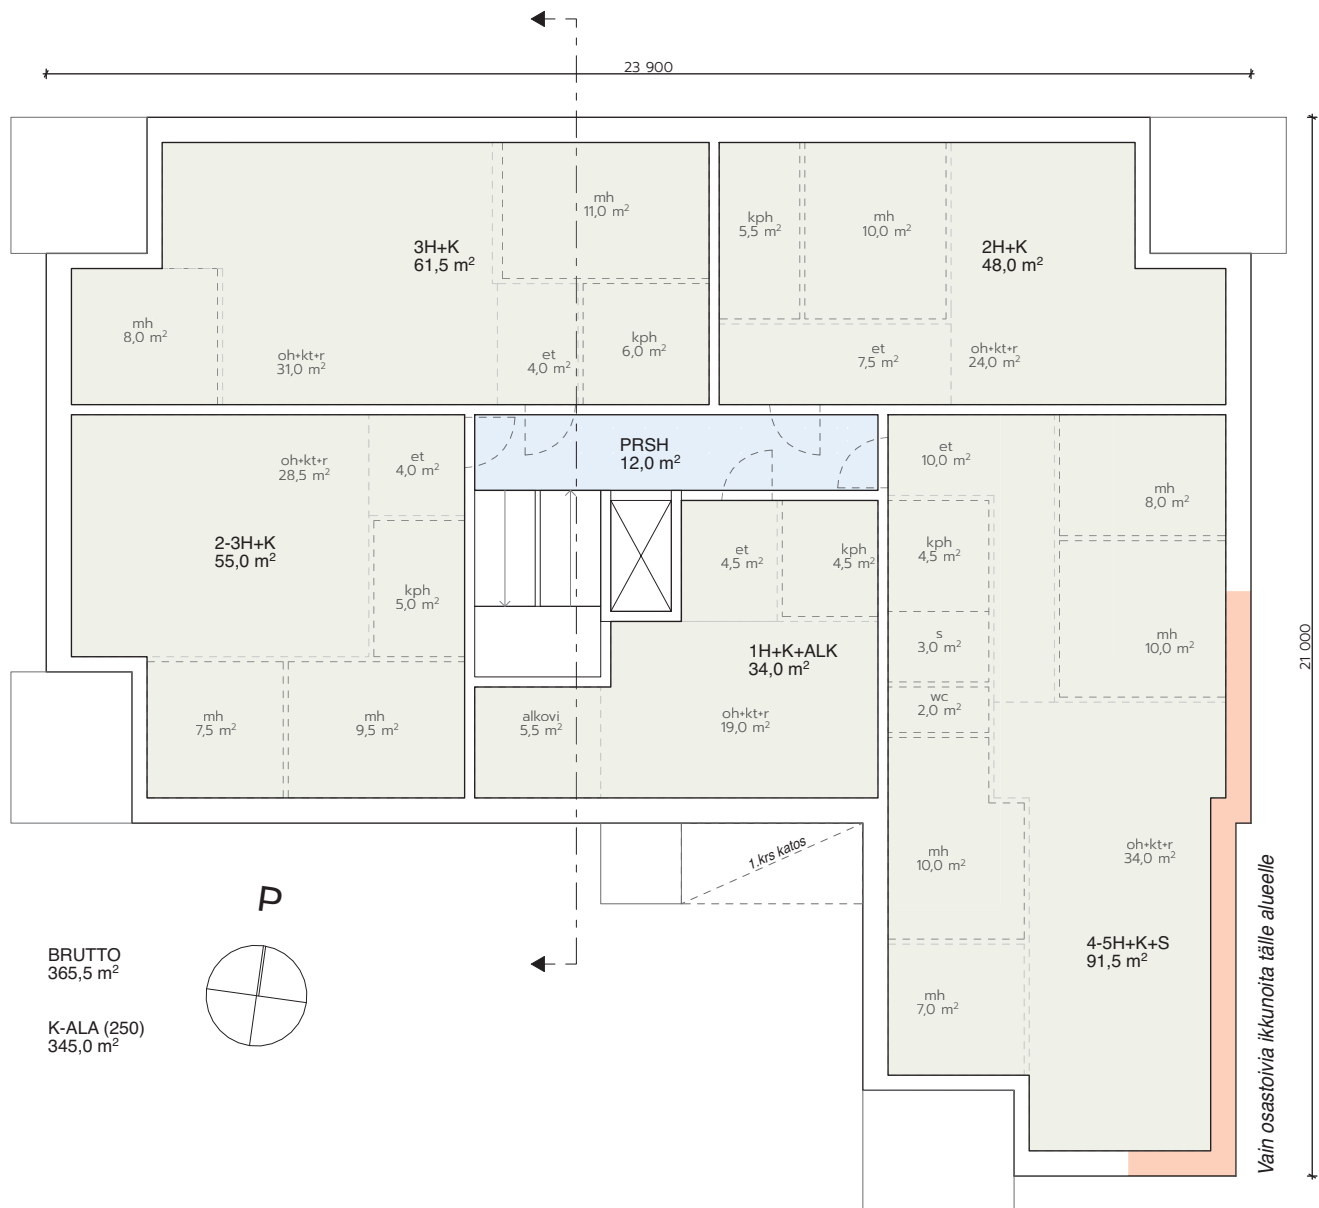 23 900
mh
11,0 m²
kph
5,5 m²
mh
10,0 m²
3H+K
61,5 m²
2H+K
48,0 m²
mh
8,0 m²
oh+kt+r
31,0 m²
et
4,0 m²
kph
6,0 m²
et
7,5 m²
oh+kt+r
24,0 m²
oh+kt+r
28,5 m²
et
4,0 m²
PRSH
12,0 m²
et
10,0 m²
mh
8,0 m²
2-3H+K
55,0 m²
kph
5,0 m²
et
4,5 m²
kph
4,5 m²
kph
4,5 m²
s
3,0 m²
mh
10,0 m²
21 000
1H+K+ALK
34,0 m²
wc
2,0 m²
mh
7,5 m²
mh
9,5 m²
alkovi
5,5 m²
oh+kt+r
19,0 m²
1.krs katos
mh
10,0 m²
oh+kt+r
34,0 m²
Vain osastoivia ikkunoita tälle alueelle
P
4-5H+K+S
91,5 m²
BRUTTO
365,5 m²
mh
7,0 m²
K-ALA (250)
345,0 m²